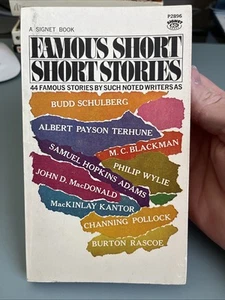 A SIGNET BOOK
P2896
FAMOUS SHORT
SHORT STORIES
44 FAMOUS STORIES BY SUCH NOTED WRITERS AS
BUDD SCHULBERG
ALBERT PAYSON TERHUNE
M. C. BLACKMAN
PHILIP WYLIE
SAMUEL HOPKINS ADAMS
JOHN D. MacDONALD
MacKINLAY KANTOR
CHANNING POLLOCK
BURTON RASCOE